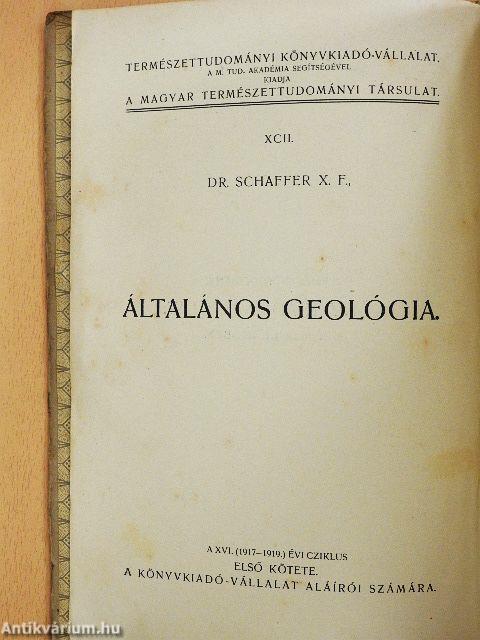 TERMÉSZETTUDOMÁNYI KÖNYVKIADÓ-VÁLLALAT.
A M. TUD. AKADÉMIA SEGÍTSÉGÉVEL
KIADJA
A MAGYAR TERMÉSZETTUDOMÁNYI TÁRSULAT.
XCII.
DR. SCHAFFER X. F.,
ÁLTALÁNOS GEOLÓGIA.
A XVI. (1917–1919.) ÉVI CZIKLUS
ELSŐ KÖTETE.
A KÖNYVKIADÓ-VÁLLALAT ALÁÍRÓI SZÁMÁRA.
Antikvárium.hu